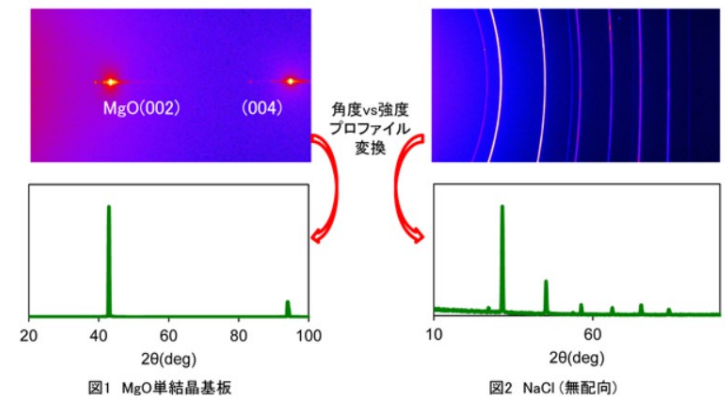 MgO(002)
(004)
角度vs強度
プロファイル
変換
20 40 60 80 100
2θ(deg)
図1 MgO単結晶基板
10 60
2θ(deg)
図2 NaCl (無配向)